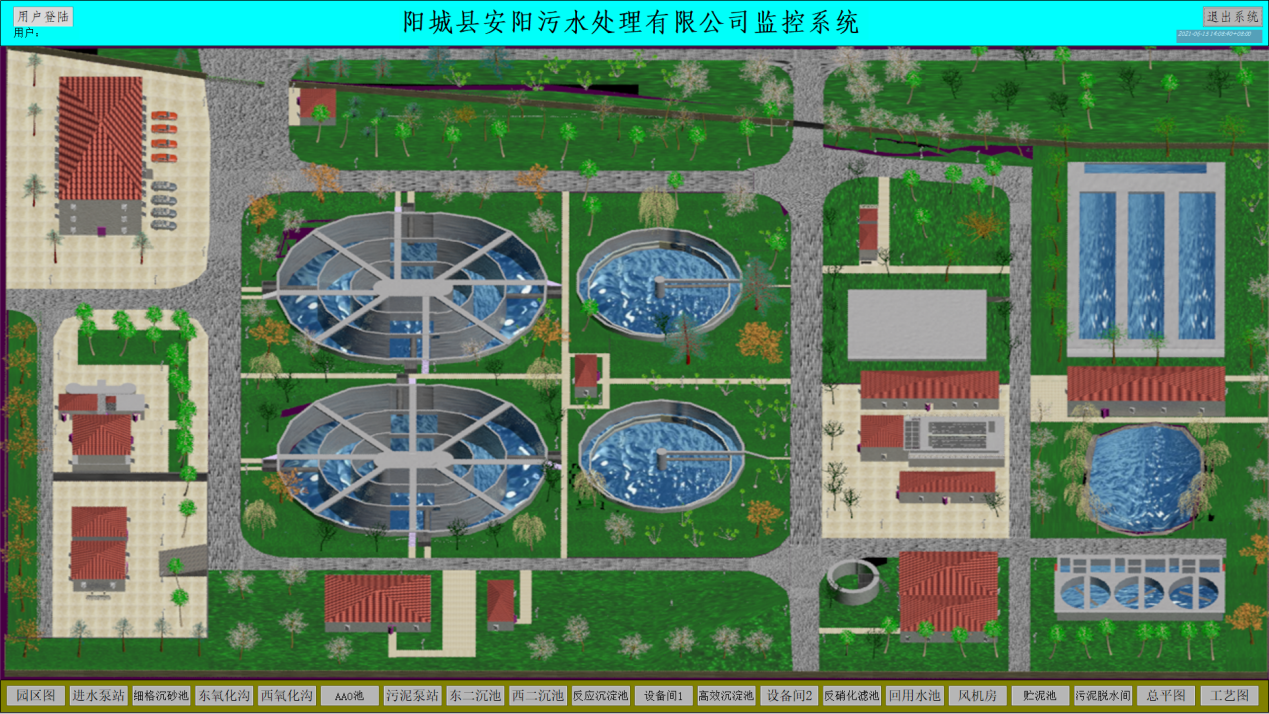 用户登陆
阳城县安阳污水处理有限公司监控系统
退出系统
用户:
园区图
进水泵站
细格沉砂池
东氧化沟
西氧化沟
AAO池
污泥泵站
东二沉池
西二沉池
反应沉淀池
设备间1
高效沉淀池
设备间2
反硝化滤池
回用水池
风机房
贮泥池
污泥脱水间
总平图
工艺图